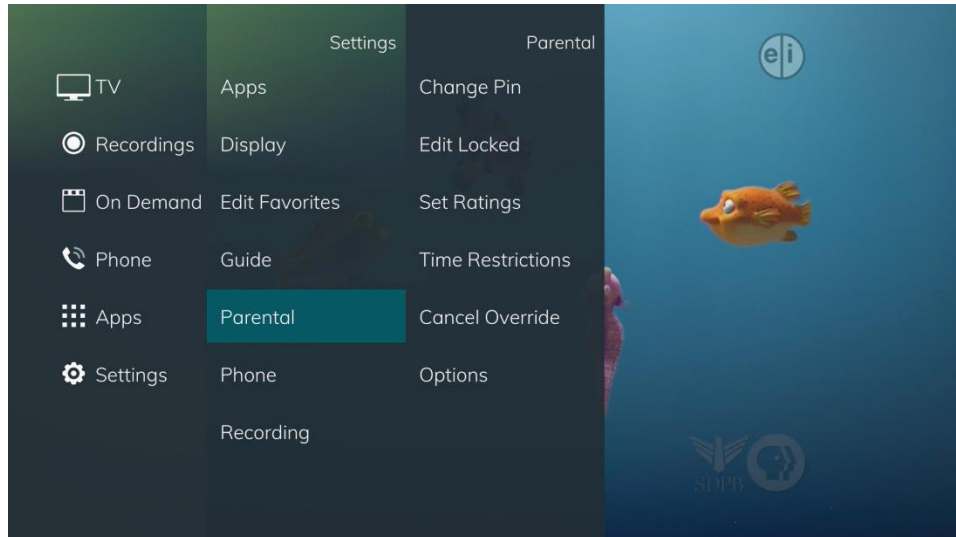 Settings
Parental
TV
Recordings
On Demand
Phone
Apps
Settings
Apps
Display
Edit Favorites
Guide
Parental
Phone
Recording
Change Pin
Edit Locked
Set Ratings
Time Restrictions
Cancel Override
Options
e|i
SDPB